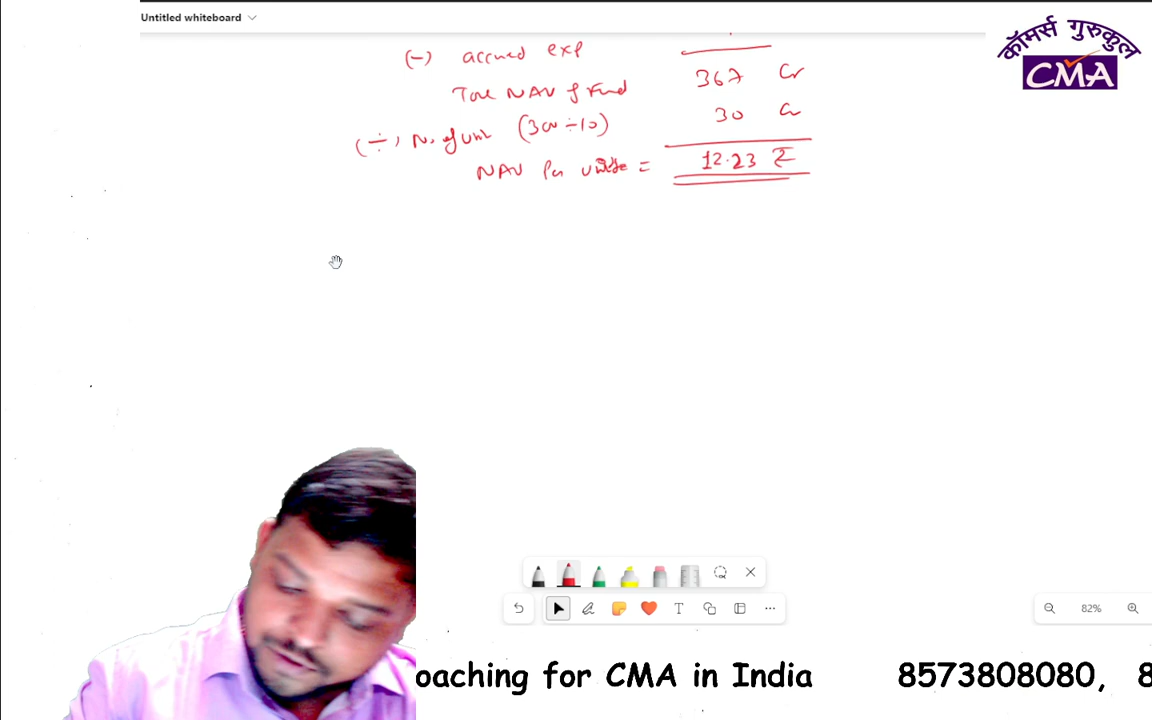 Untitled whiteboard
कॉमर्स गुरुकुल
CMA
(-) accrued exp
Total NAV of Fund 367 Cr
(÷) No. of unit (300÷10) 30 Cr
NAV Per unit = 12.23 ₹
82%
oaching for CMA in India 8573808080, 8